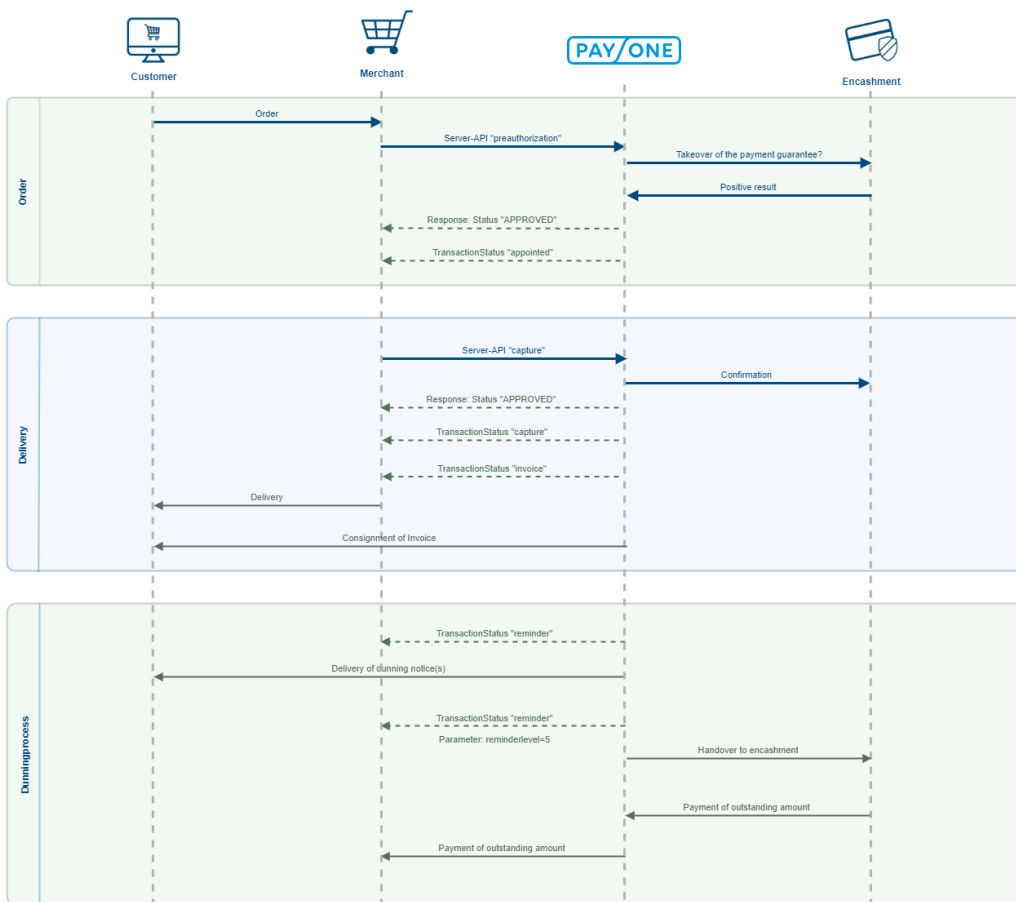 PAY/ONE
Customer
Merchant
Encashment
Order
Order
Server-API "preauthorization"
Takeover of the payment guarantee?
Positive result
Response: Status "APPROVED"
TransactionStatus "appointed"
Delivery
Server-API "capture"
Confirmation
Response: Status "APPROVED"
TransactionStatus "capture"
TransactionStatus "invoice"
Delivery
Consignment of Invoice
Dunningprocess
TransactionStatus "reminder"
Delivery of dunning notice(s)
TransactionStatus "reminder"
Parameter: reminderlevel=5
Handover to encashment
Payment of outstanding amount
Payment of outstanding amount